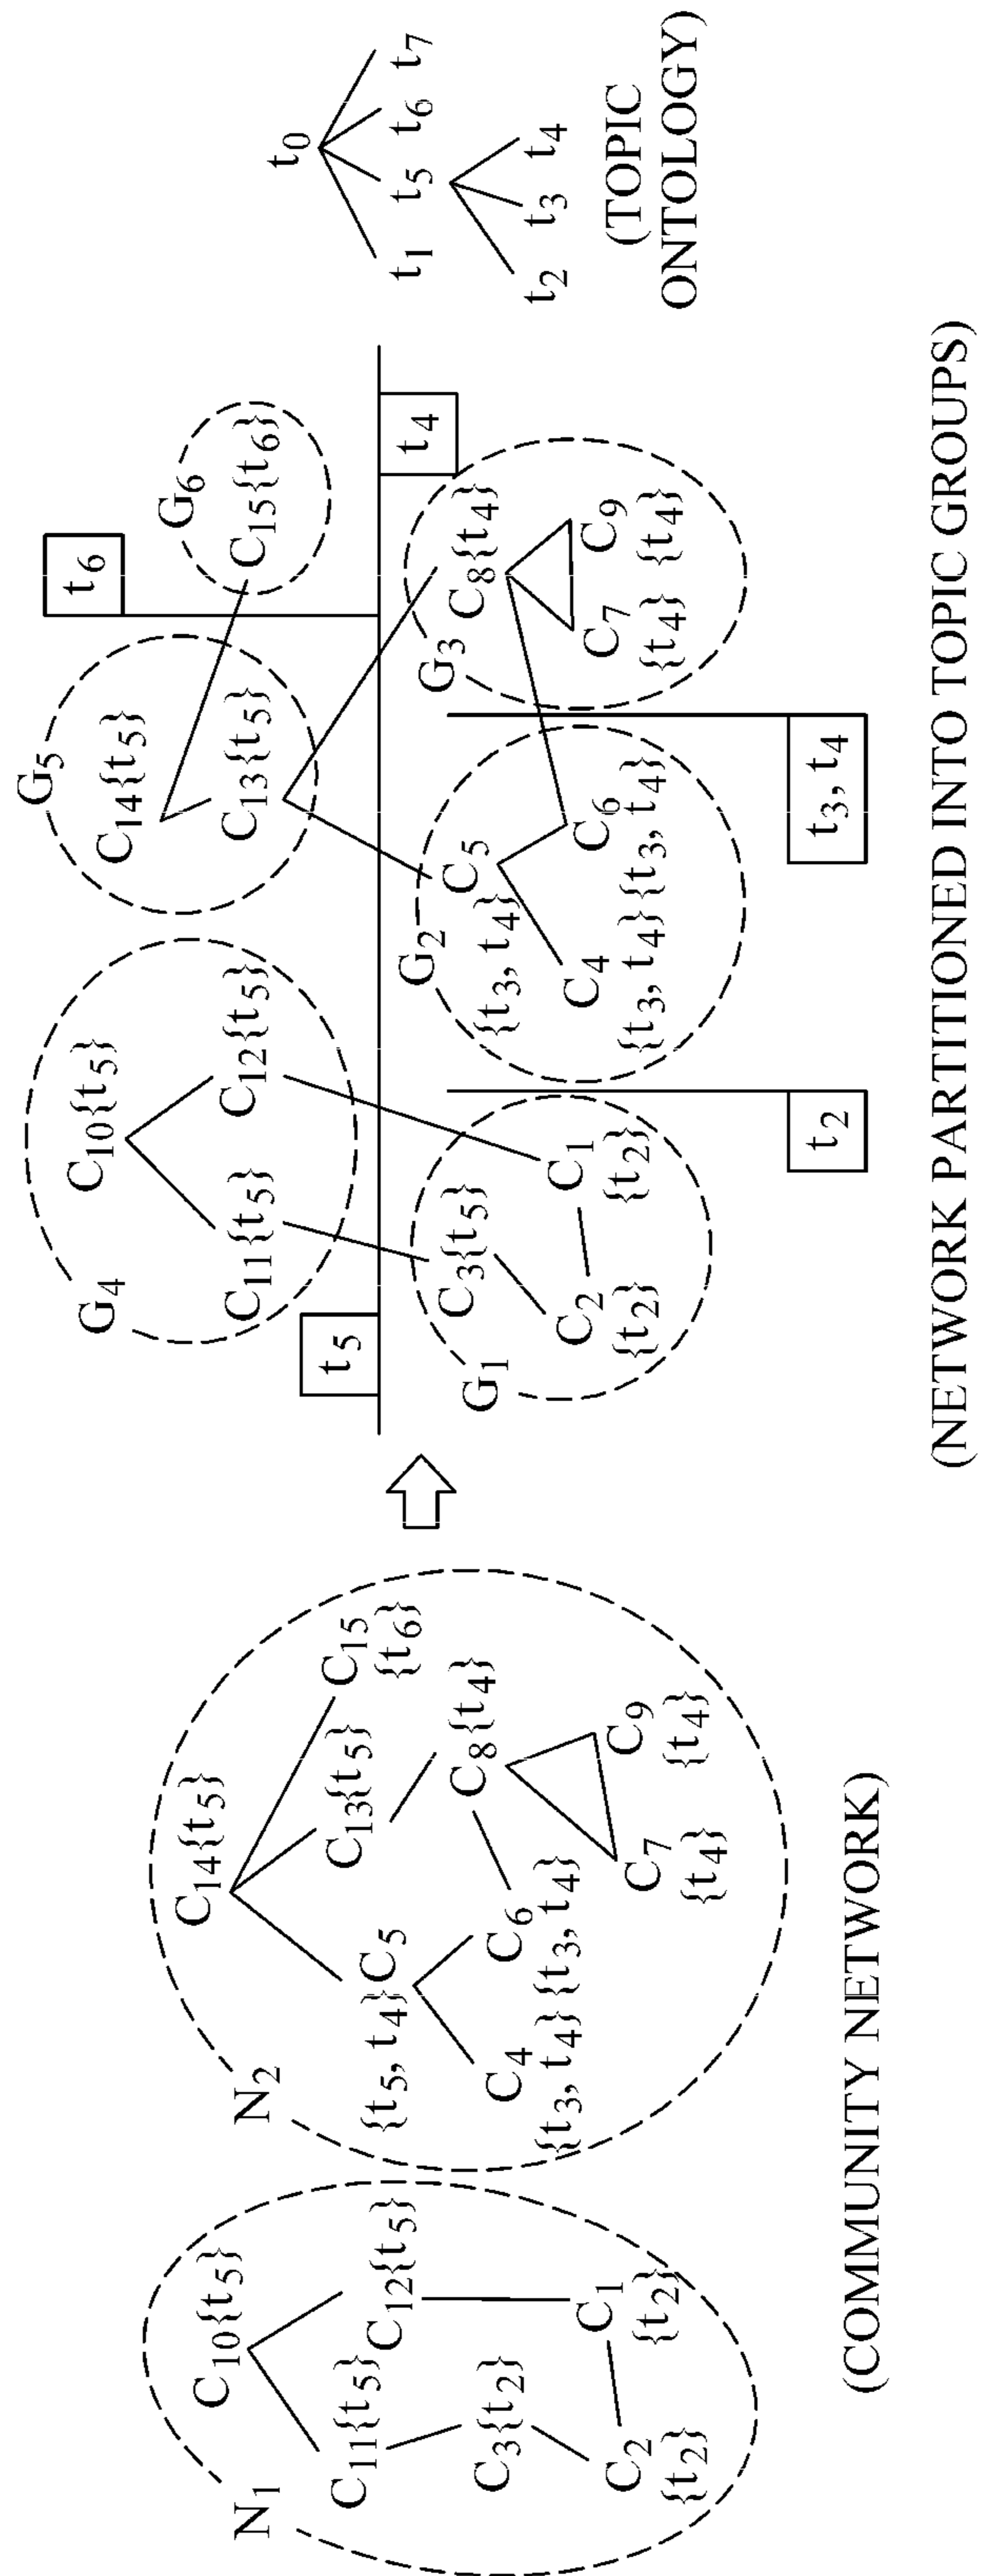 N1
C10{t5}
C11{t5}
C12{t5}
C3{t2}
C2
{t2}
C1
{t2}
N2
C14{t5}
C15
{t6}
C13{t5}
{t5, t4}
C5
C8{t4}
C4
{t3, t4}
C6
{t3, t4}
C7
{t4}
C9
{t4}
(COMMUNITY NETWORK)
G4
C10{t5}
C11{t5}
C12{t5}
G5
C14{t5}
C13{t5}
t6
G6
C15{t6}
t5
t4
G1
C3{t5}
C2
{t2}
C1
{t2}
t2
G2
C5
{t3, t4}
C4
{t3, t4}
C6
{t3, t4}
t3, t4
G3
C8{t4}
C7
{t4}
C9
{t4}
(NETWORK PARTITIONED INTO TOPIC GROUPS)
t0
t1 t5 t6 t7
t2 t3 t4
(TOPIC
ONTOLOGY)